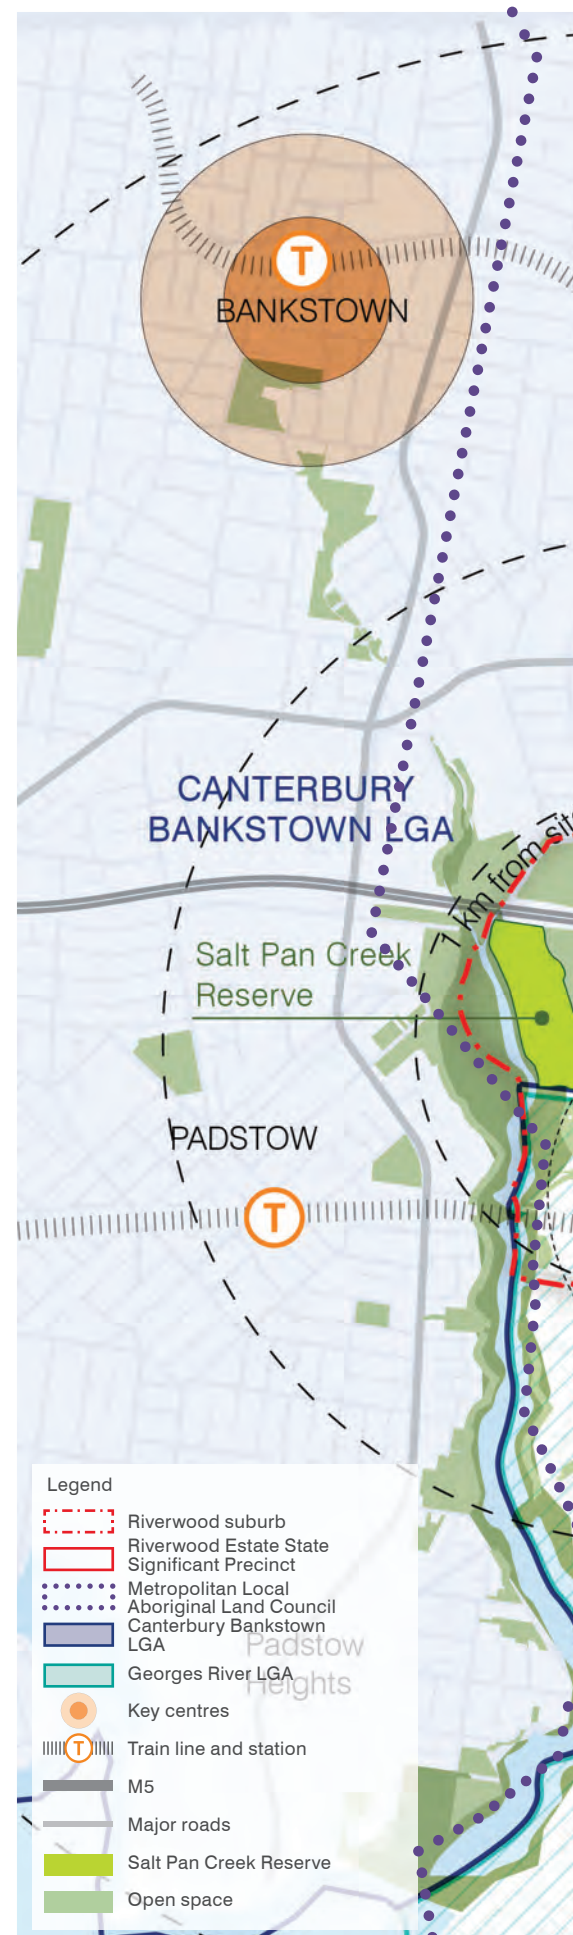 T
BANKSTOWN
CANTERBURY
BANKSTOWN LGA
1 km from site
Salt Pan Creek
Reserve
PADSTOW
T
Legend
Riverwood suburb
Riverwood Estate State
Significant Precinct
Metropolitan Local
Aboriginal Land Council
Canterbury Bankstown
LGA
Padstow
Heights
Georges River LGA
Key centres
T
Train line and station
M5
Major roads
Salt Pan Creek Reserve
Open space